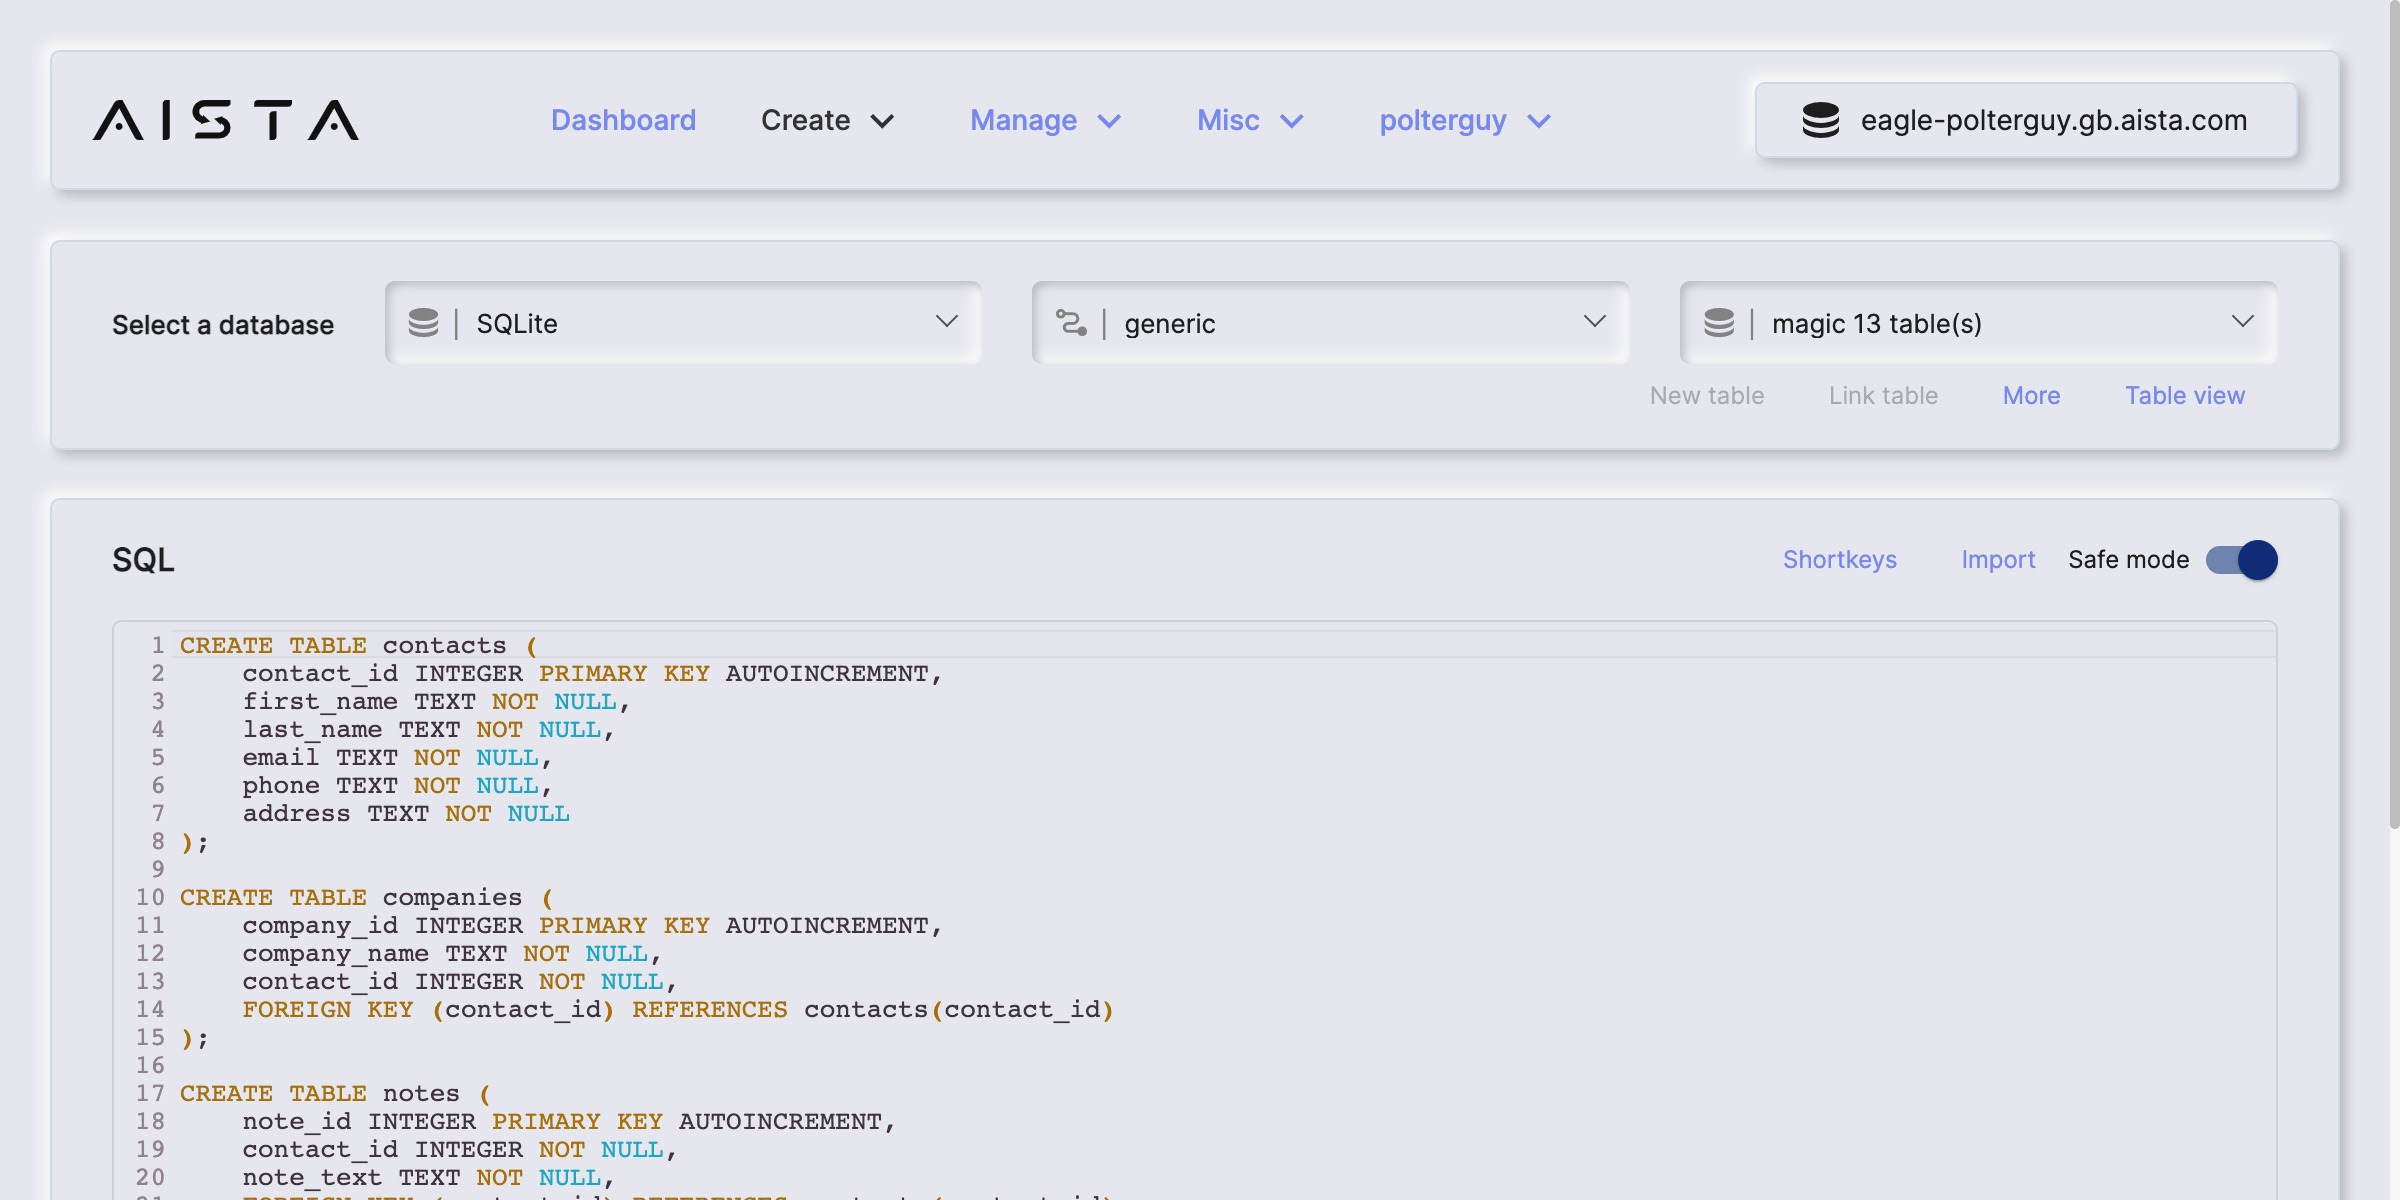 AISTA
Dashboard Create Manage Misc polterguy eagle-polterguy.gb.aista.com
Select a database SQLite generic magic 13 table(s)
New table Link table More Table view
SQL Shortkeys Import Safe mode
1 CREATE TABLE contacts (
2     contact_id INTEGER PRIMARY KEY AUTOINCREMENT,
3     first_name TEXT NOT NULL,
4     last_name TEXT NOT NULL,
5     email TEXT NOT NULL,
6     phone TEXT NOT NULL,
7     address TEXT NOT NULL
8 );
9
10 CREATE TABLE companies (
11     company_id INTEGER PRIMARY KEY AUTOINCREMENT,
12     company_name TEXT NOT NULL,
13     contact_id INTEGER NOT NULL,
14     FOREIGN KEY (contact_id) REFERENCES contacts(contact_id)
15 );
16
17 CREATE TABLE notes (
18     note_id INTEGER PRIMARY KEY AUTOINCREMENT,
19     contact_id INTEGER NOT NULL,
20     note_text TEXT NOT NULL,